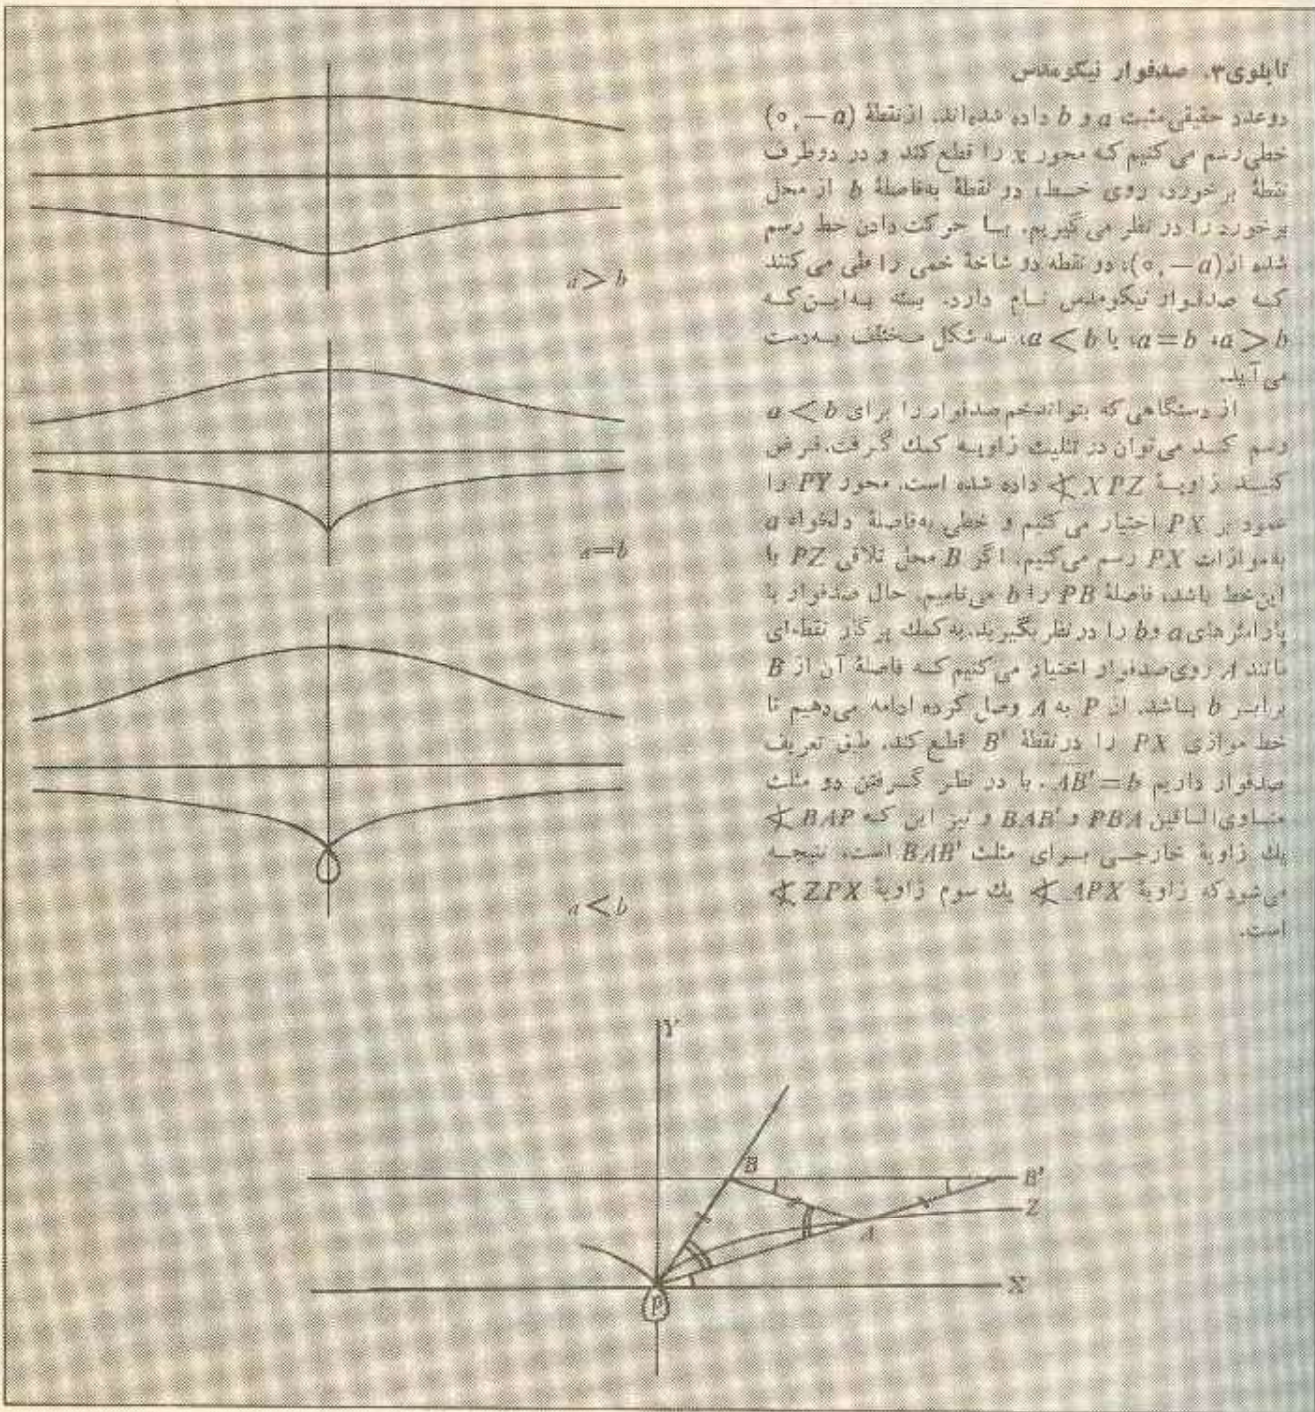 تابلوی ۳. صدفوار نیکومدس
دو عدد حقیقی مثبت a و b داده شده‌اند. از نقطهٔ (۰, −a)
خطی رسم می‌کنیم که محور x را قطع کند و در دو طرف
نقطهٔ برخورد، روی خط، دو نقطهٔ به‌فاصلهٔ b از محل
برخورد را در نظر می‌گیریم. با حرکت دادن خط رسم
شده از (۰, −a)، دو نقطه دو شاخهٔ خمی را طی می‌کنند
که صدفوار نیکومدس نام دارد. بسته به‌این‌که
a>b، a=b، یا a<b، سه شکل مختلف به‌دست
می‌آید.
از دستگاهی که بتواند خم صدفوار را برای a<b
رسم کند می‌توان در تثلیث زاویه کمک گرفت. فرض
کنید زاویهٔ ∢XPZ داده شده است. محور PY را
عمود بر PX اختیار می‌کنیم و خطی به‌فاصلهٔ دلخواه a
به‌موازات PX رسم می‌کنیم. اگر B محل تلاقی PZ با
این خط باشد، فاصلهٔ PB را b می‌نامیم. حال صدفوار با
پارامترهای a و b را در نظر بگیرید. به کمک پرگار نقطه‌ای
مانند A روی صدفوار اختیار می‌کنیم که فاصلهٔ آن از B
برابر b باشد. از P به A وصل کرده ادامه می‌دهیم تا
خط موازی PX را در نقطهٔ B' قطع کند. طبق تعریف
صدفوار داریم AB'=b. با در نظر گرفتن دو مثلث
متساوی‌الساقین PBA و BAB' و نیز این که ∢BAP
یك زاویهٔ خارجی برای مثلث BAB' است، نتیجه
می‌شود که زاویهٔ ∢APX یك سوم زاویهٔ ∢ZPX
است.
a>b
a=b
a<b
Y
B
B'
Z
A
X
P